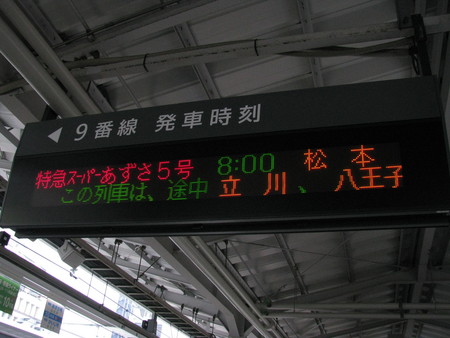 ◀ 9番線 発車時刻
特急スーパーあずさ5号 8:00 松本
この列車は、途中立川、八王子